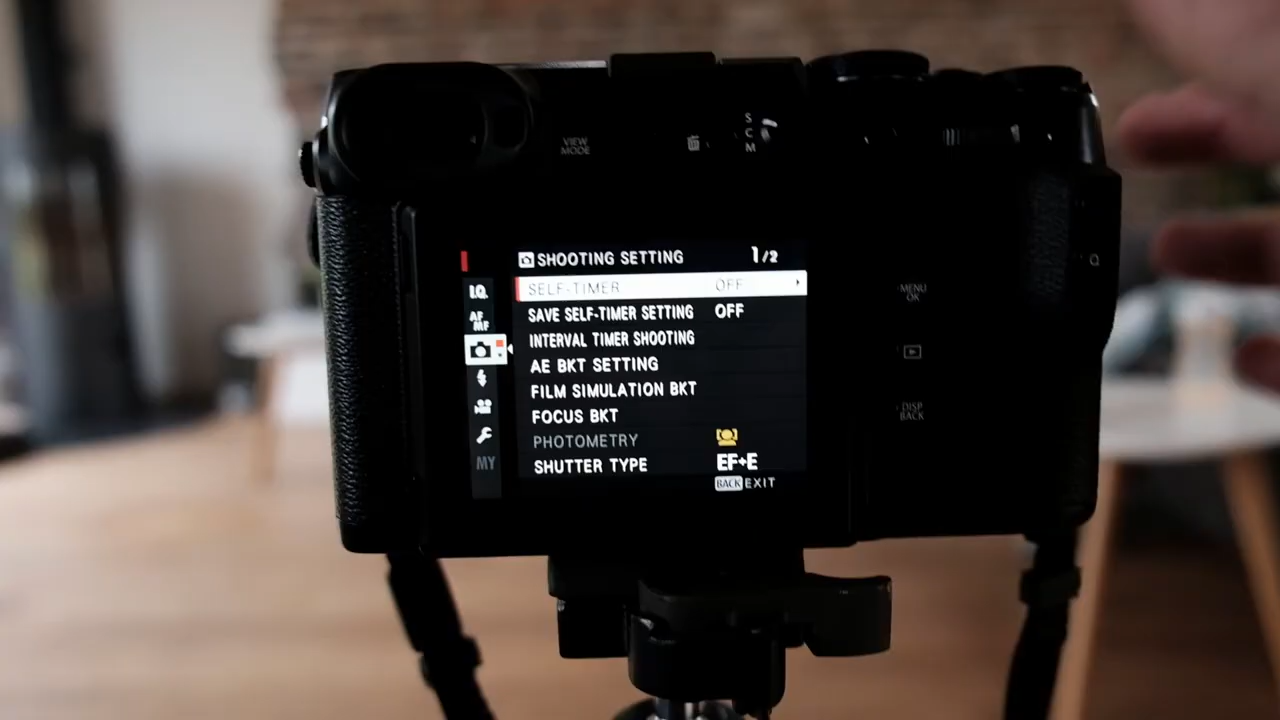 VIEW
MODE
S
C
M
SHOOTING SETTING 1/2
SELF-TIMER OFF
SAVE SELF-TIMER SETTING OFF
INTERVAL TIMER SHOOTING
AE BKT SETTING
FILM SIMULATION BKT
FOCUS BKT
PHOTOMETRY
SHUTTER TYPE EF+E
BACK EXIT
I.Q.
AF
MF
MY
Q
MENU
OK
DISP
BACK